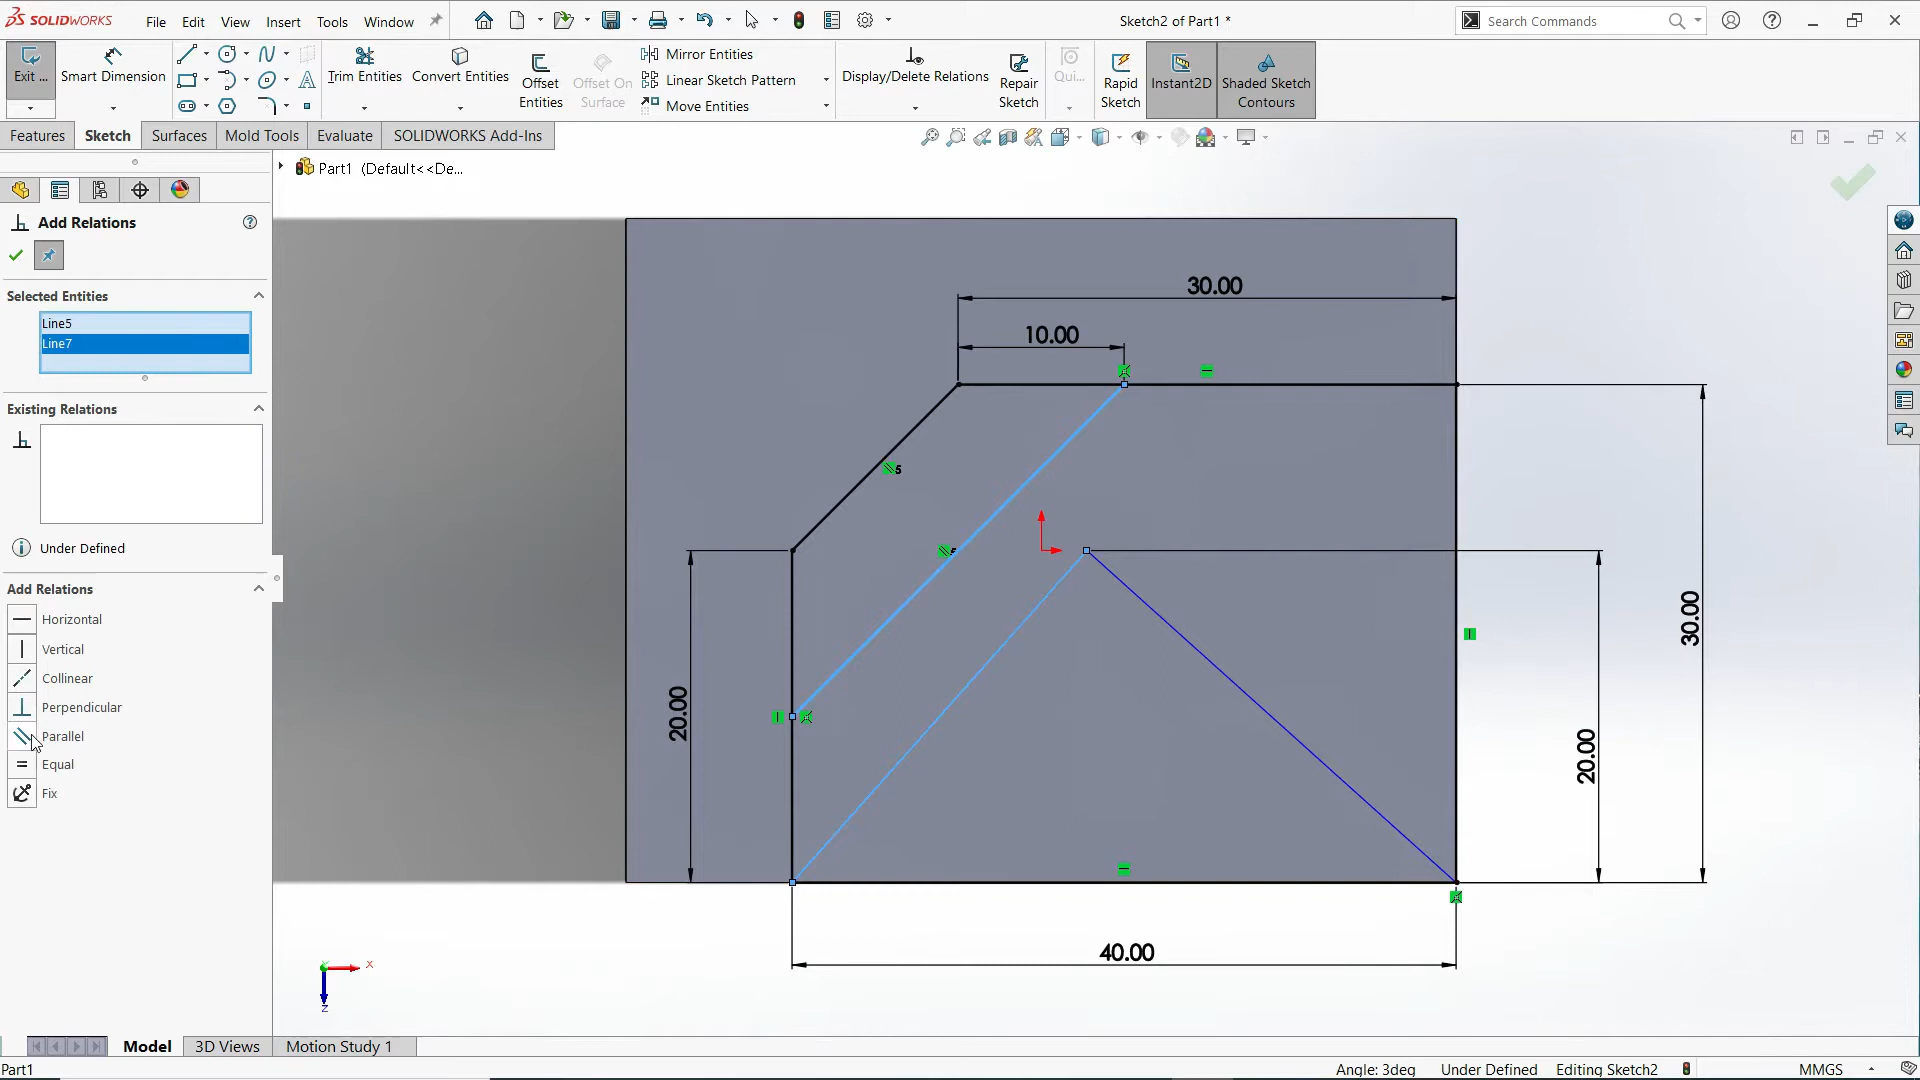 SOLIDWORKS File Edit View Insert Tools Window Sketch2 of Part1 * Search Commands
Exit ... Smart Dimension Trim Entities Convert Entities Offset Entities Offset On Surface Mirror Entities Linear Sketch Pattern Move Entities Display/Delete Relations Repair Sketch Qui... Rapid Sketch Instant2D Shaded Sketch Contours
Features Sketch Surfaces Mold Tools Evaluate SOLIDWORKS Add-Ins
Part1 (Default<<De...
Add Relations
Selected Entities
Line5
Line7
Existing Relations
Under Defined
Add Relations
Horizontal
Vertical
Collinear
Perpendicular
Parallel
Equal
Fix
30.00
10.00
5
20.00
30.00
20.00
40.00
X
Z
Model 3D Views Motion Study 1
Part1 Angle: 3deg Under Defined Editing Sketch2 MMGS